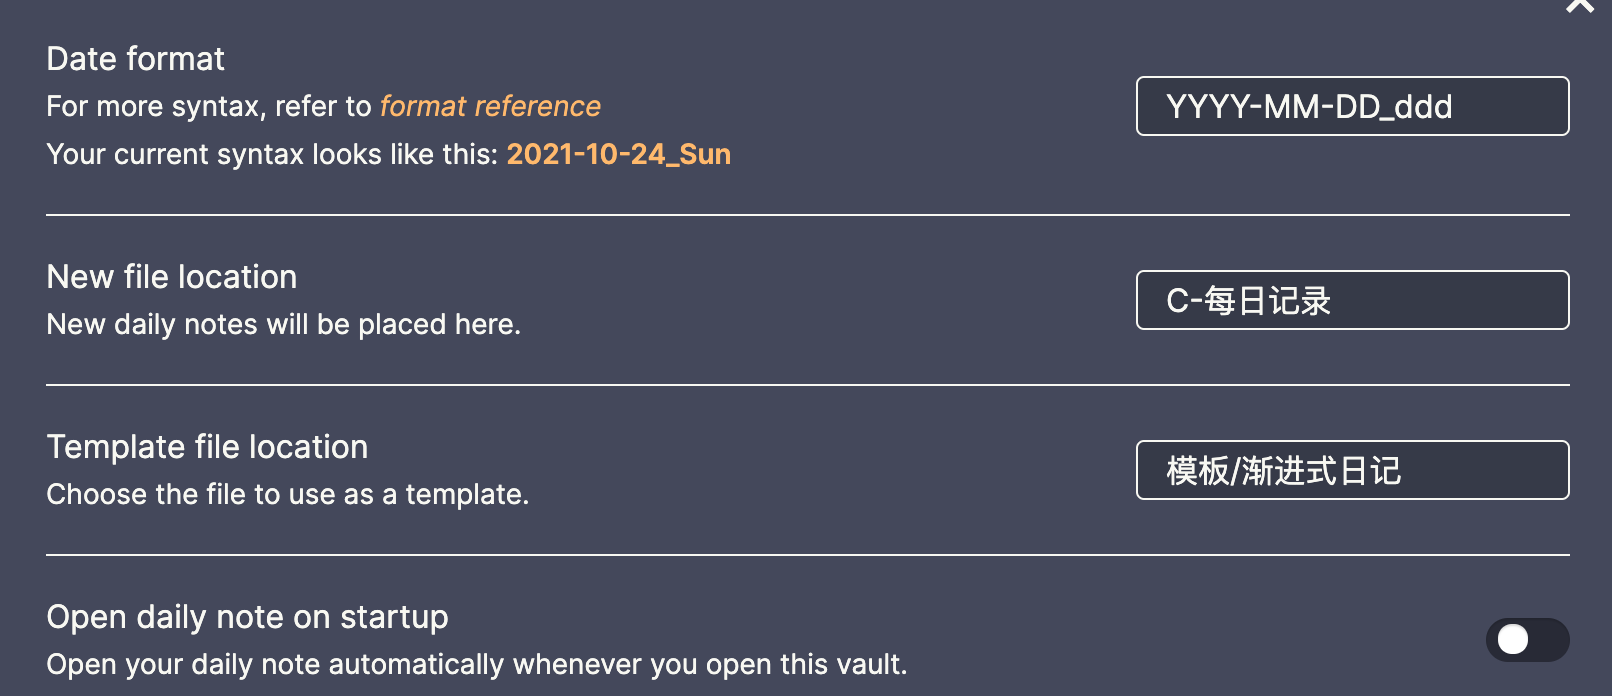 Date format
For more syntax, refer to format reference
YYYY-MM-DD_ddd
Your current syntax looks like this: 2021-10-24_Sun
New file location
C-每日记录
New daily notes will be placed here.
Template file location
模板/渐进式日记
Choose the file to use as a template.
Open daily note on startup
Open your daily note automatically whenever you open this vault.